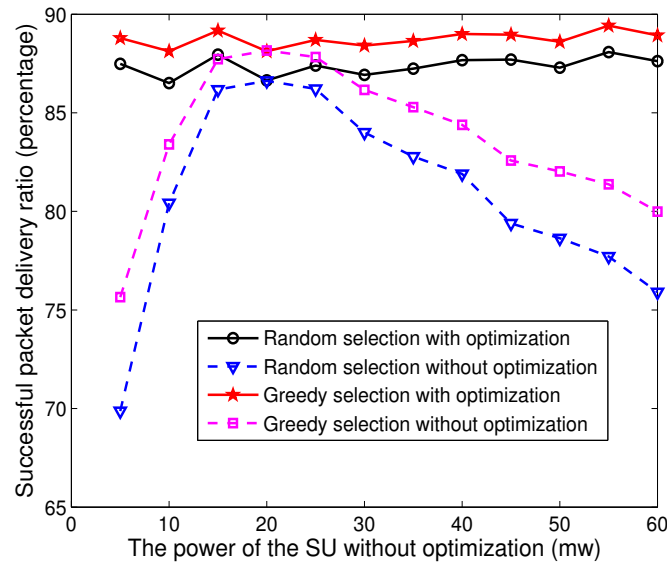 90
85
80
75
70
65
Successful packet delivery ratio (percentage)
Random selection with optimization
Random selection without optimization
Greedy selection with optimization
Greedy selection without optimization
0 10 20 30 40 50 60
The power of the SU without optimization (mw)